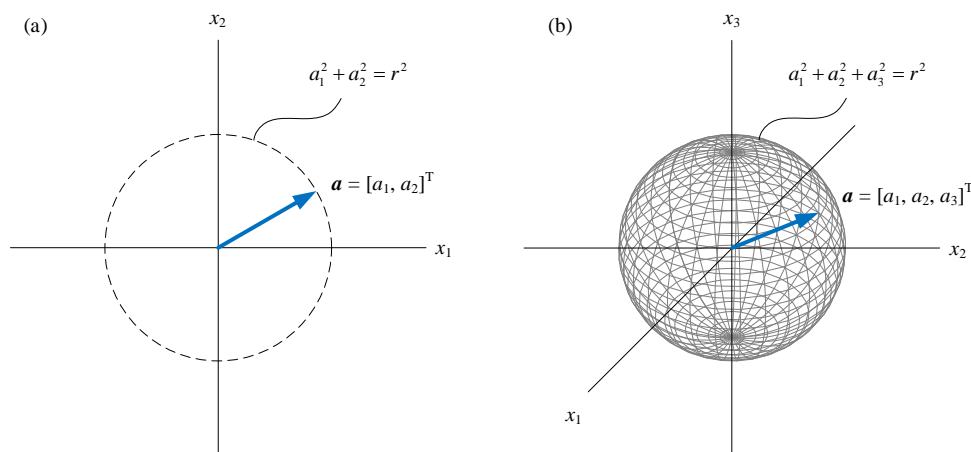 (a)
x₂
a₁² + a₂² = r²
a = [a₁, a₂]ᵀ
x₁
(b)
x₃
a₁² + a₂² + a₃² = r²
a = [a₁, a₂, a₃]ᵀ
x₂
x₁